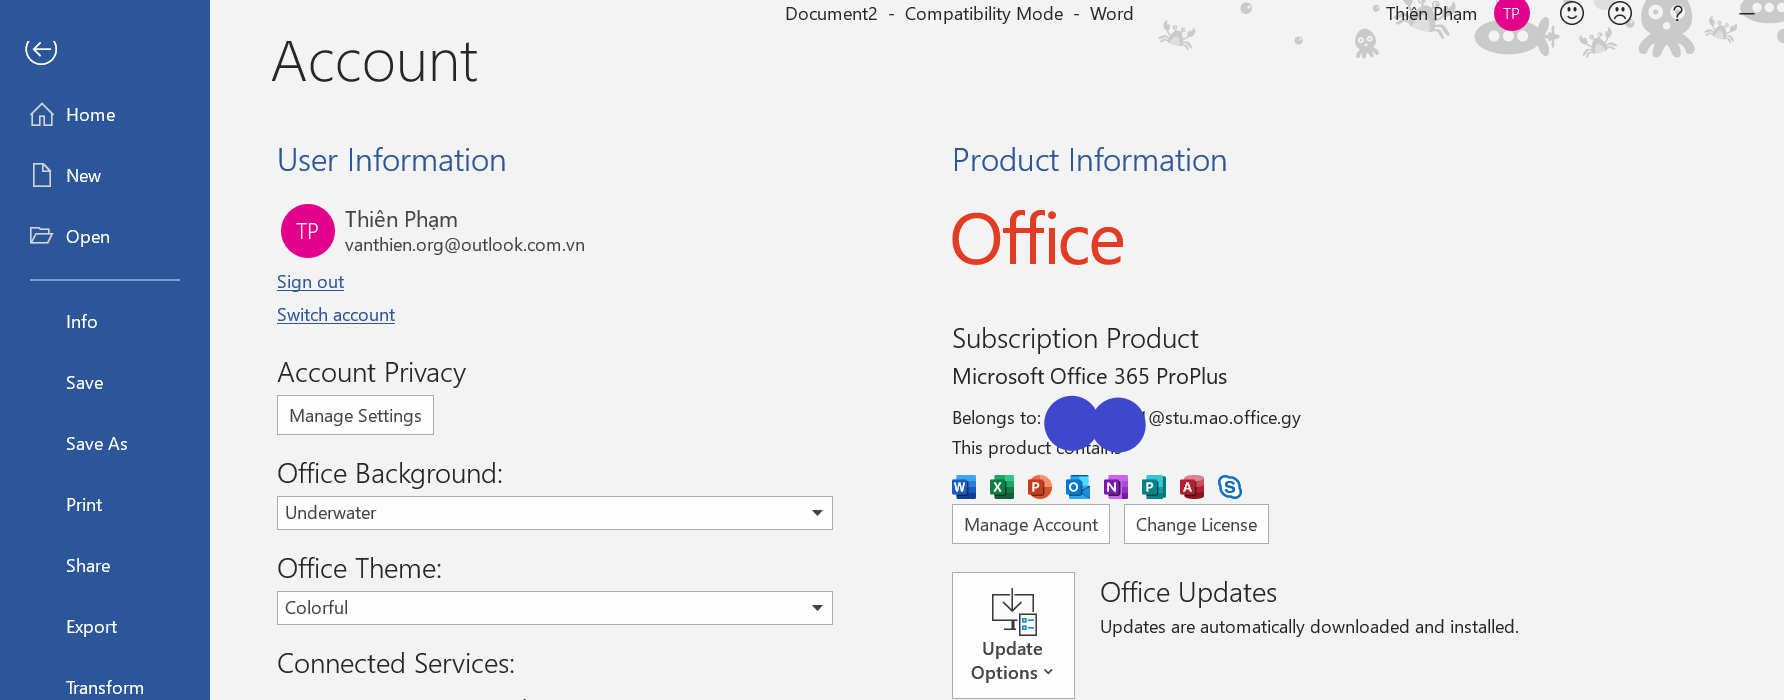 Document2 - Compatibility Mode - Word
Thiên Phạm
TP
?
Account
Home
New
Open
Info
Save
Save As
Print
Share
Export
Transform
User Information
TP
Thiên Phạm
vanthien.org@outlook.com.vn
Sign out
Switch account
Account Privacy
Manage Settings
Office Background:
Underwater
Office Theme:
Colorful
Connected Services:
Product Information
Office
Subscription Product
Microsoft Office 365 ProPlus
Belongs to: @stu.mao.office.gy
This product contains
W X P O N P A S
Manage Account
Change License
Update
Options
Office Updates
Updates are automatically downloaded and installed.